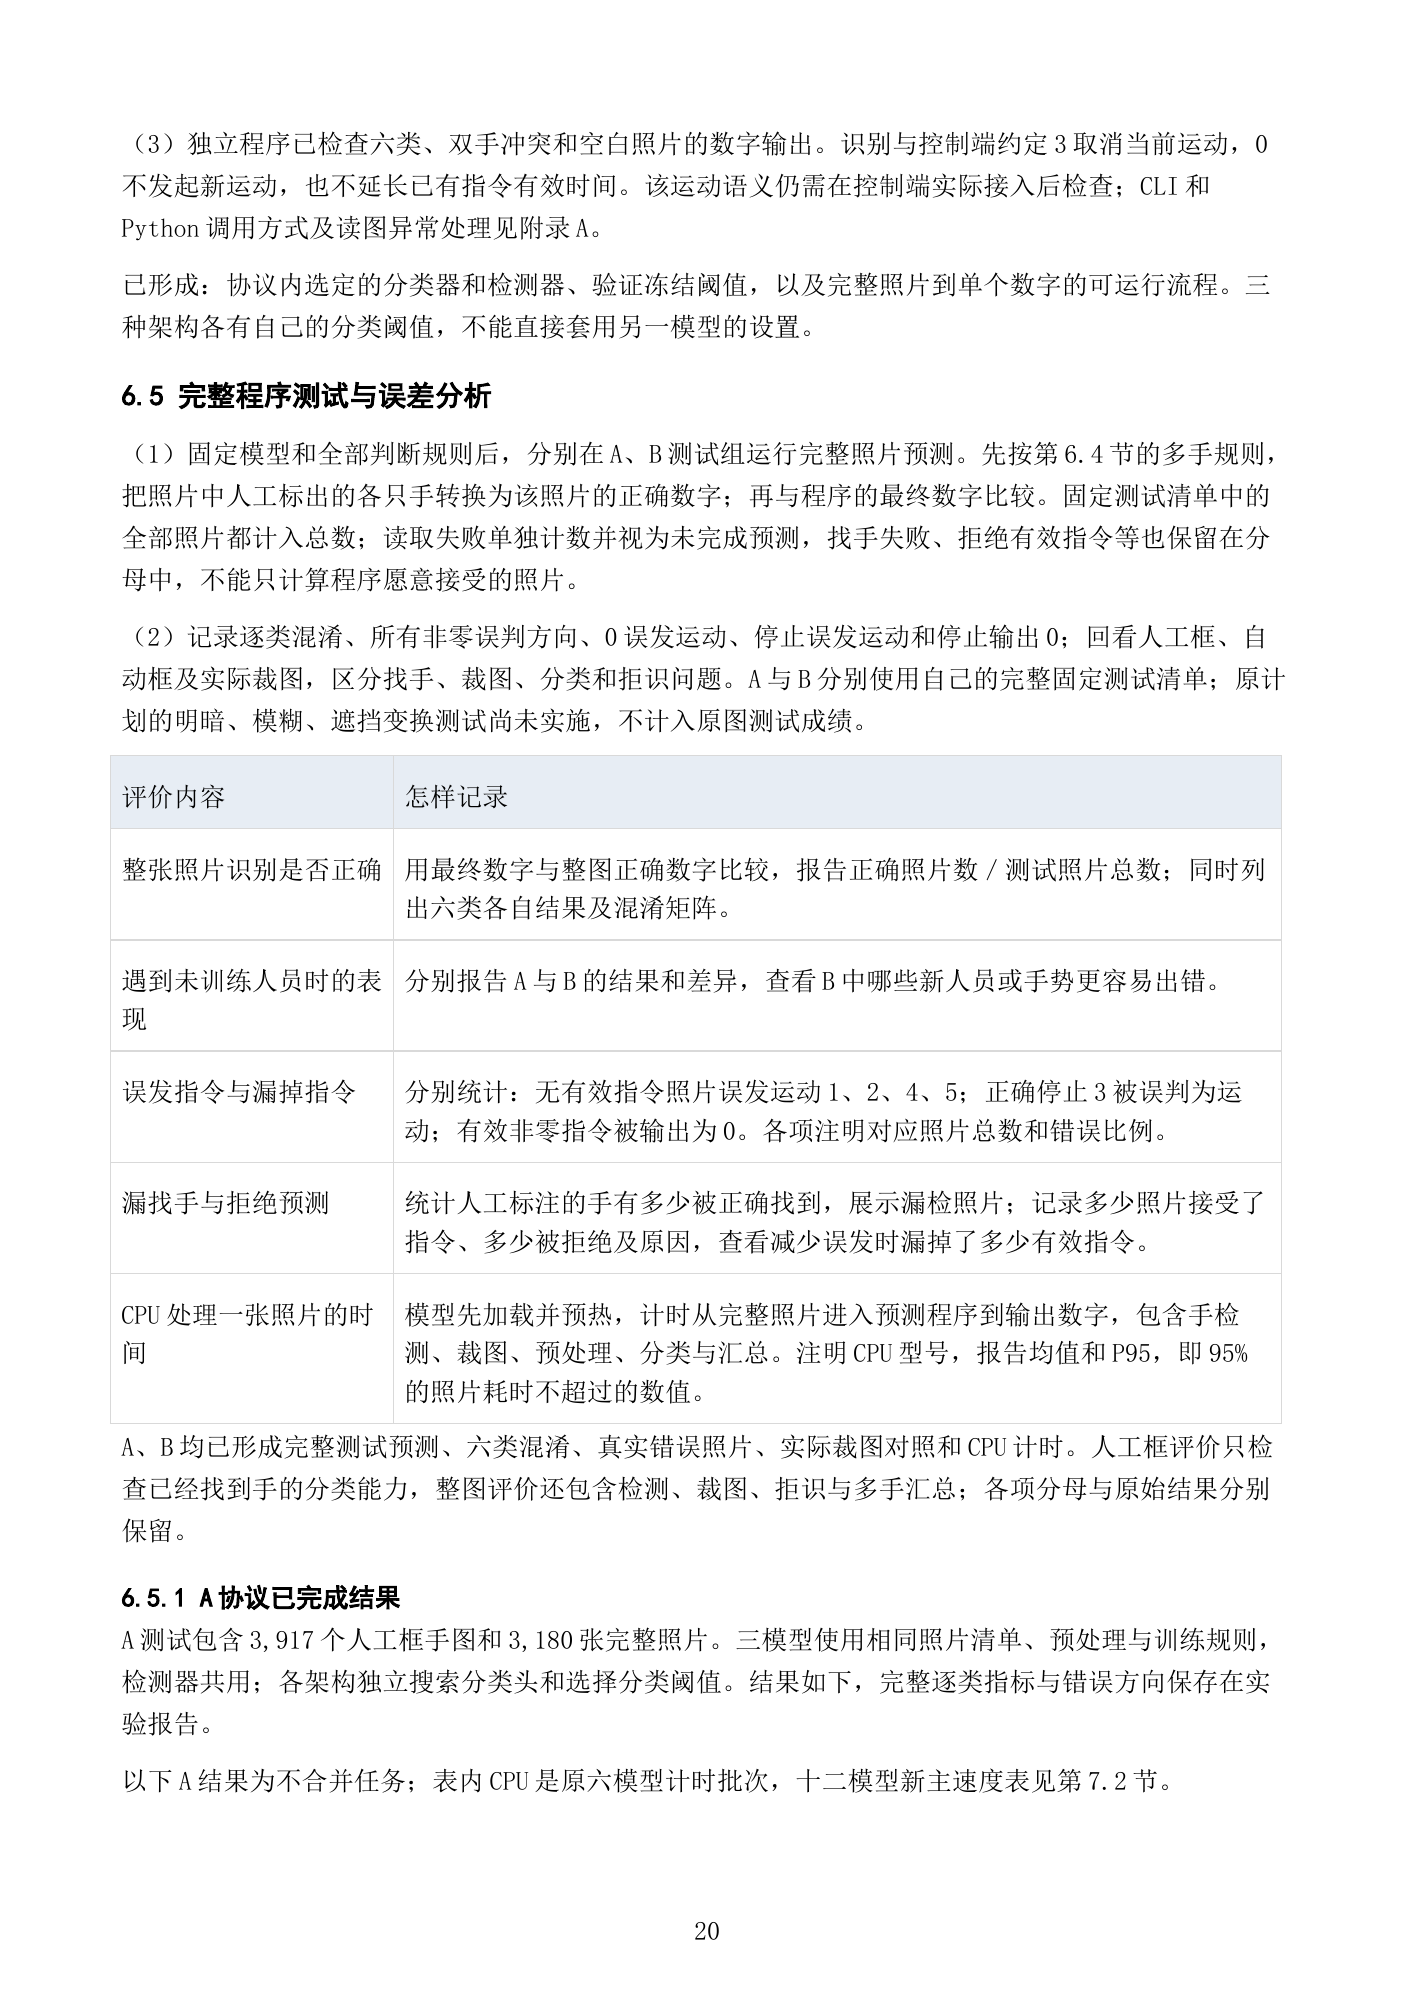 （3）独立程序已检查六类、双手冲突和空白照片的数字输出。识别与控制端约定 3 取消当前运动，0
不发起新运动，也不延长已有指令有效时间。该运动语义仍需在控制端实际接入后检查；CLI 和
Python 调用方式及读图异常处理见附录 A。
已形成：协议内选定的分类器和检测器、验证冻结阈值，以及完整照片到单个数字的可运行流程。三
种架构各有自己的分类阈值，不能直接套用另一模型的设置。
6.5 完整程序测试与误差分析
（1）固定模型和全部判断规则后，分别在 A、B 测试组运行完整照片预测。先按第 6.4 节的多手规则，
把照片中人工标出的各只手转换为该照片的正确数字；再与程序的最终数字比较。固定测试清单中的
全部照片都计入总数；读取失败单独计数并视为未完成预测，找手失败、拒绝有效指令等也保留在分
母中，不能只计算程序愿意接受的照片。
（2）记录逐类混淆、所有非零误判方向、0 误发运动、停止误发运动和停止输出 0；回看人工框、自
动框及实际裁图，区分找手、裁图、分类和拒识问题。A 与 B 分别使用自己的完整固定测试清单；原计
划的明暗、模糊、遮挡变换测试尚未实施，不计入原图测试成绩。
评价内容 怎样记录
整张照片识别是否正确 用最终数字与整图正确数字比较，报告正确照片数／测试照片总数；同时列
出六类各自结果及混淆矩阵。
遇到未训练人员时的表 分别报告 A 与 B 的结果和差异，查看 B 中哪些新人员或手势更容易出错。
现
误发指令与漏掉指令 分别统计：无有效指令照片误发运动 1、2、4、5；正确停止 3 被误判为运
动；有效非零指令被输出为 0。各项注明对应照片总数和错误比例。
漏找手与拒绝预测 统计人工标注的手有多少被正确找到，展示漏检照片；记录多少照片接受了
指令、多少被拒绝及原因，查看减少误发时漏掉了多少有效指令。
CPU 处理一张照片的时 模型先加载并预热，计时从完整照片进入预测程序到输出数字，包含手检
间 测、裁图、预处理、分类与汇总。注明 CPU 型号，报告均值和 P95，即 95%
的照片耗时不超过的数值。
A、B 均已形成完整测试预测、六类混淆、真实错误照片、实际裁图对照和 CPU 计时。人工框评价只检
查已经找到手的分类能力，整图评价还包含检测、裁图、拒识与多手汇总；各项分母与原始结果分别
保留。
6.5.1 A 协议已完成结果
A 测试包含 3,917 个人工框手图和 3,180 张完整照片。三模型使用相同照片清单、预处理与训练规则，
检测器共用；各架构独立搜索分类头和选择分类阈值。结果如下，完整逐类指标与错误方向保存在实
验报告。
以下 A 结果为不合并任务；表内 CPU 是原六模型计时批次，十二模型新主速度表见第 7.2 节。
20